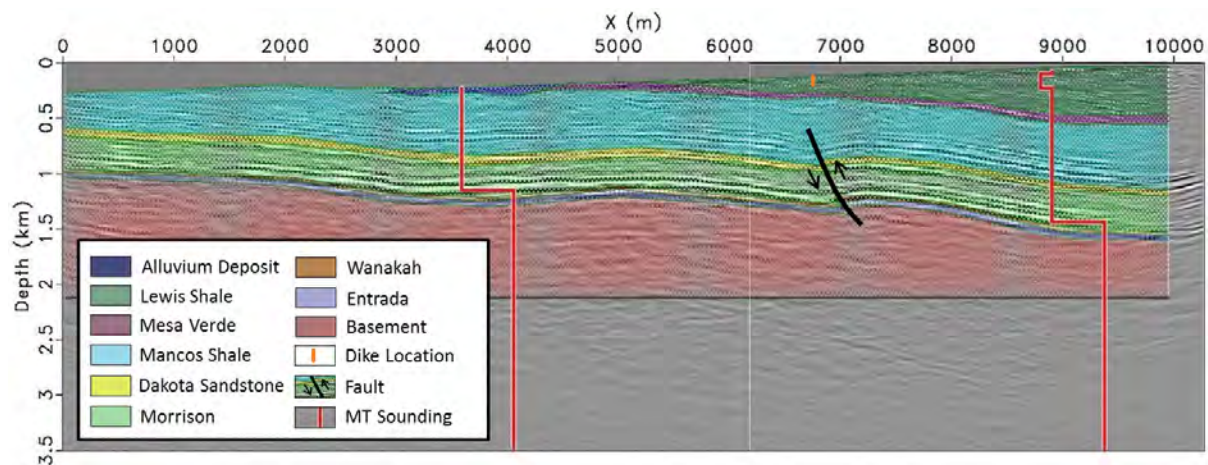 X (m)
0 1000 2000 3000 4000 5000 6000 7000 8000 9000 10000
Depth (km)
0
0.5
1
1.5
2
2.5
3
3.5
Alluvium Deposit
Lewis Shale
Mesa Verde
Mancos Shale
Dakota Sandstone
Morrison
Wanakah
Entrada
Basement
Dike Location
Fault
MT Sounding